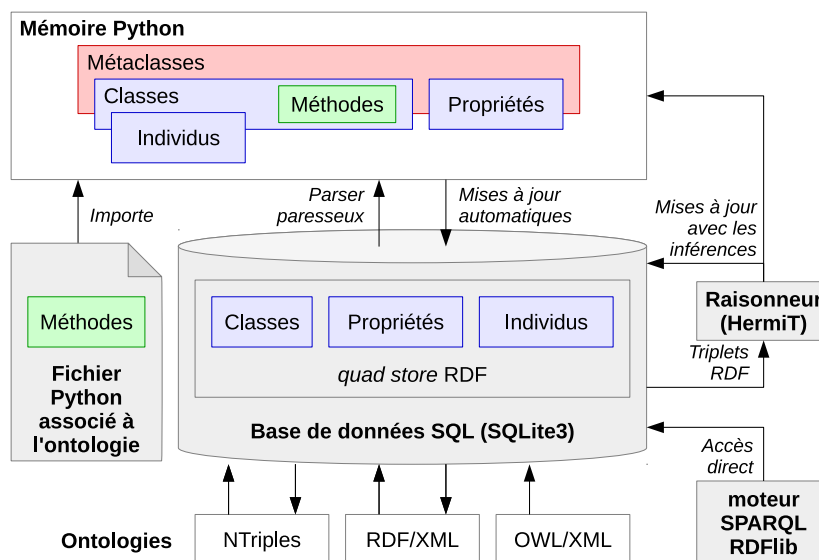 Mémoire Python
Métaclasses
Classes
Méthodes
Propriétés
Individus
Importe
Parser
paresseux
Mises à jour
automatiques
Mises à jour
avec les
inférences
Méthodes
Fichier
Python
associé à
l'ontologie
Classes
Propriétés
Individus
quad store RDF
Base de données SQL (SQLite3)
Raisonneur
(HermiT)
Triplets
RDF
Accès
direct
moteur
SPARQL
RDFlib
Ontologies
NTriples
RDF/XML
OWL/XML